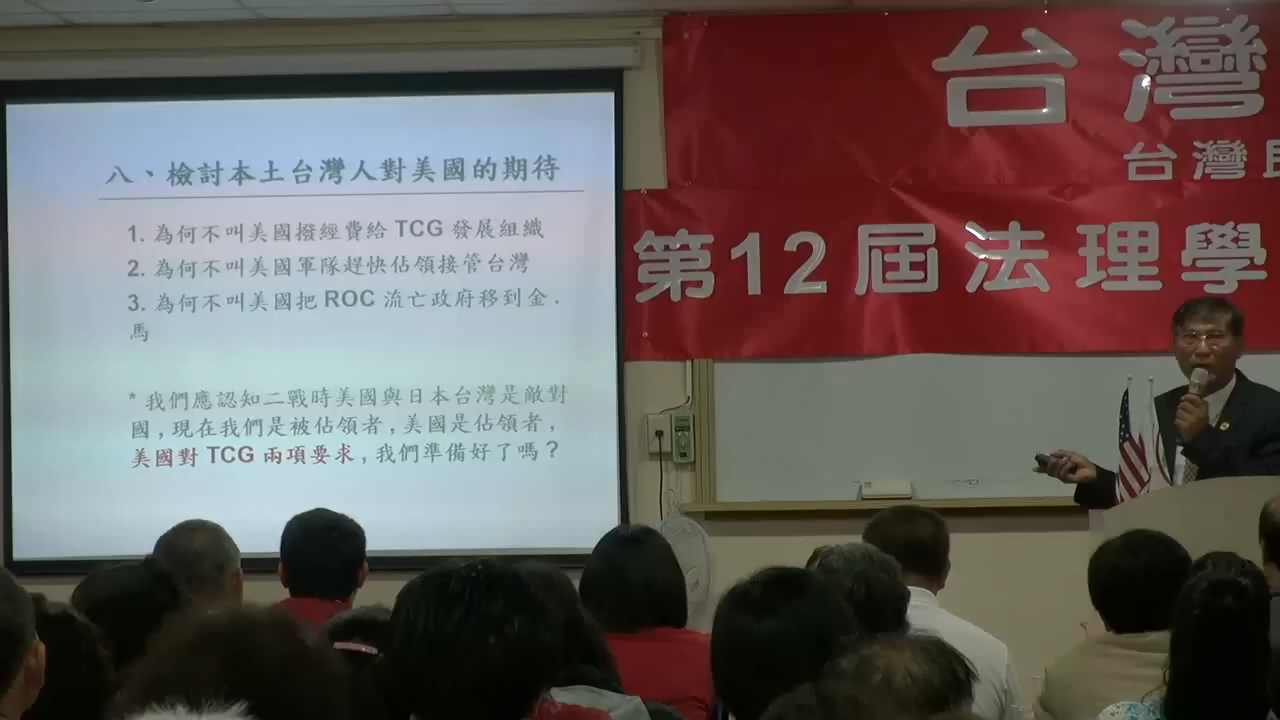 八、檢討本土台灣人對美國的期待
1. 為何不叫美國撥經費給 TCG 發展組織
2. 為何不叫美國軍隊趕快佔領接管台灣
3. 為何不叫美國把 ROC 流亡政府移到金.
馬
* 我們應認知二戰時美國與日本台灣是敵對
國,現在我們是被佔領者,美國是佔領者,
美國對 TCG 兩項要求,我們準備好了嗎?
台灣
台灣民
第12屆法理學